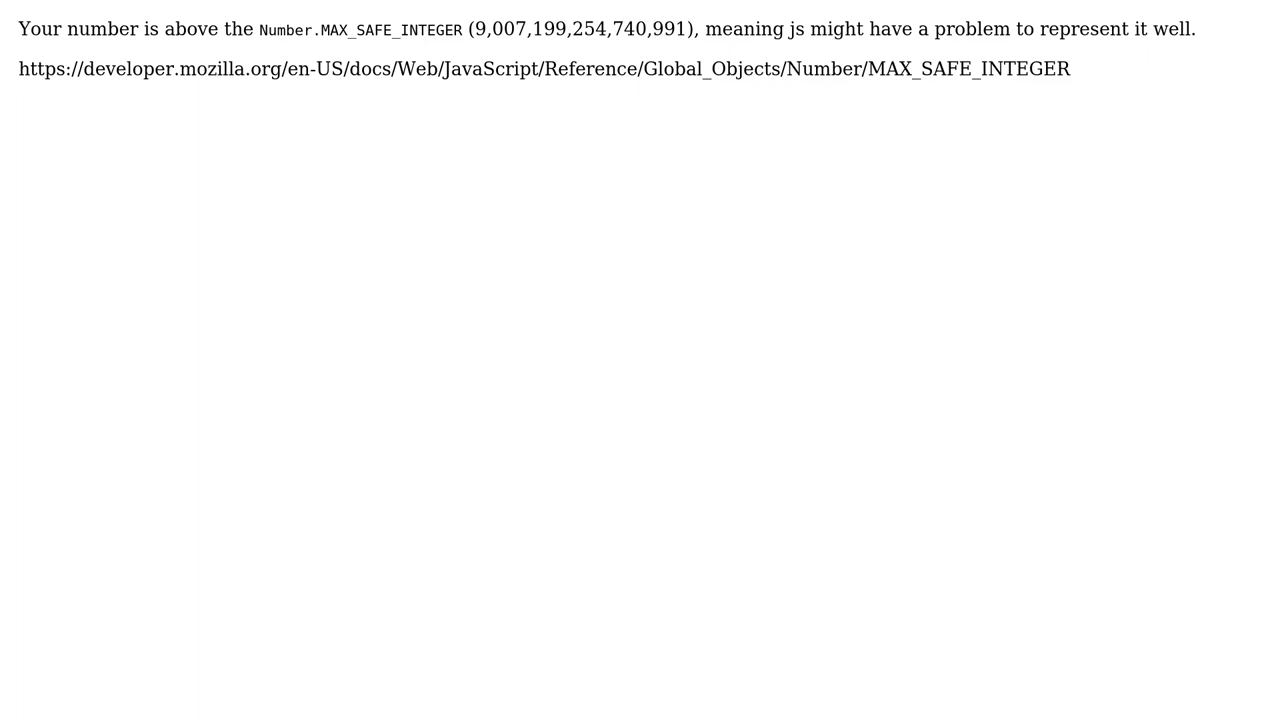 Your number is above the Number.MAX_SAFE_INTEGER (9,007,199,254,740,991), meaning js might have a problem to represent it well.
https://developer.mozilla.org/en-US/docs/Web/JavaScript/Reference/Global_Objects/Number/MAX_SAFE_INTEGER